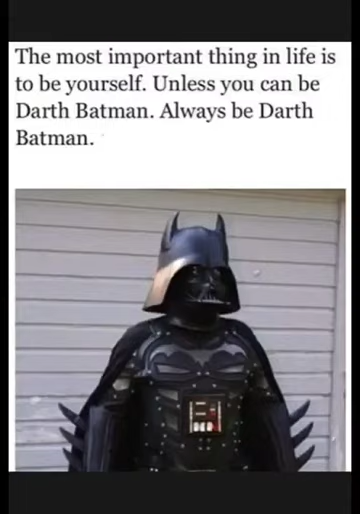 The most important thing in life is
to be yourself. Unless you can be
Darth Batman. Always be Darth
Batman.